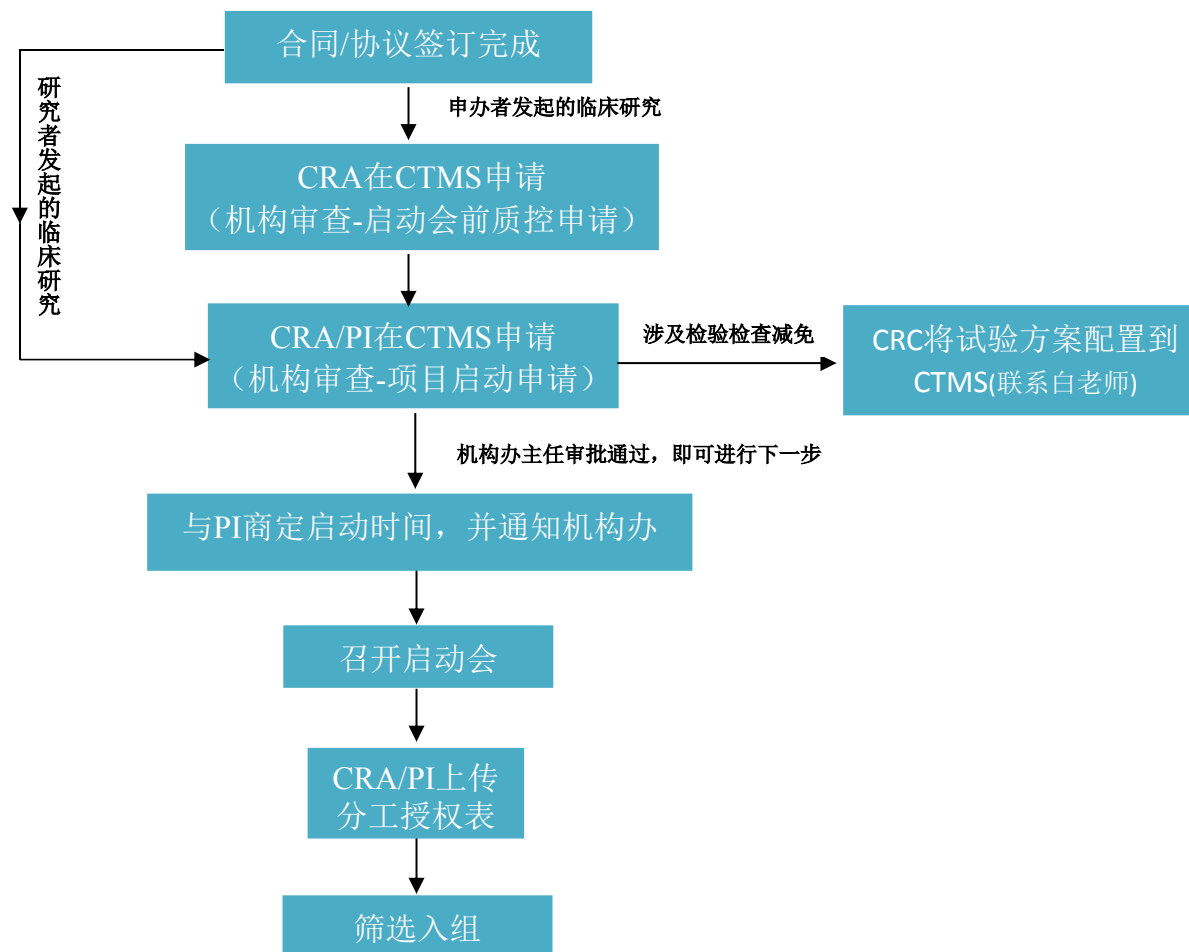 合同/协议签订完成
研究者发起的临床研究
申办者发起的临床研究
CRA在CTMS申请
（机构审查-启动会前质控申请）
CRA/PI在CTMS申请
（机构审查-项目启动申请）
涉及检验检查减免
CRC将试验方案配置到
CTMS(联系白老师)
机构办主任审批通过，即可进行下一步
与PI商定启动时间，并通知机构办
召开启动会
CRA/PI上传
分工授权表
筛选入组